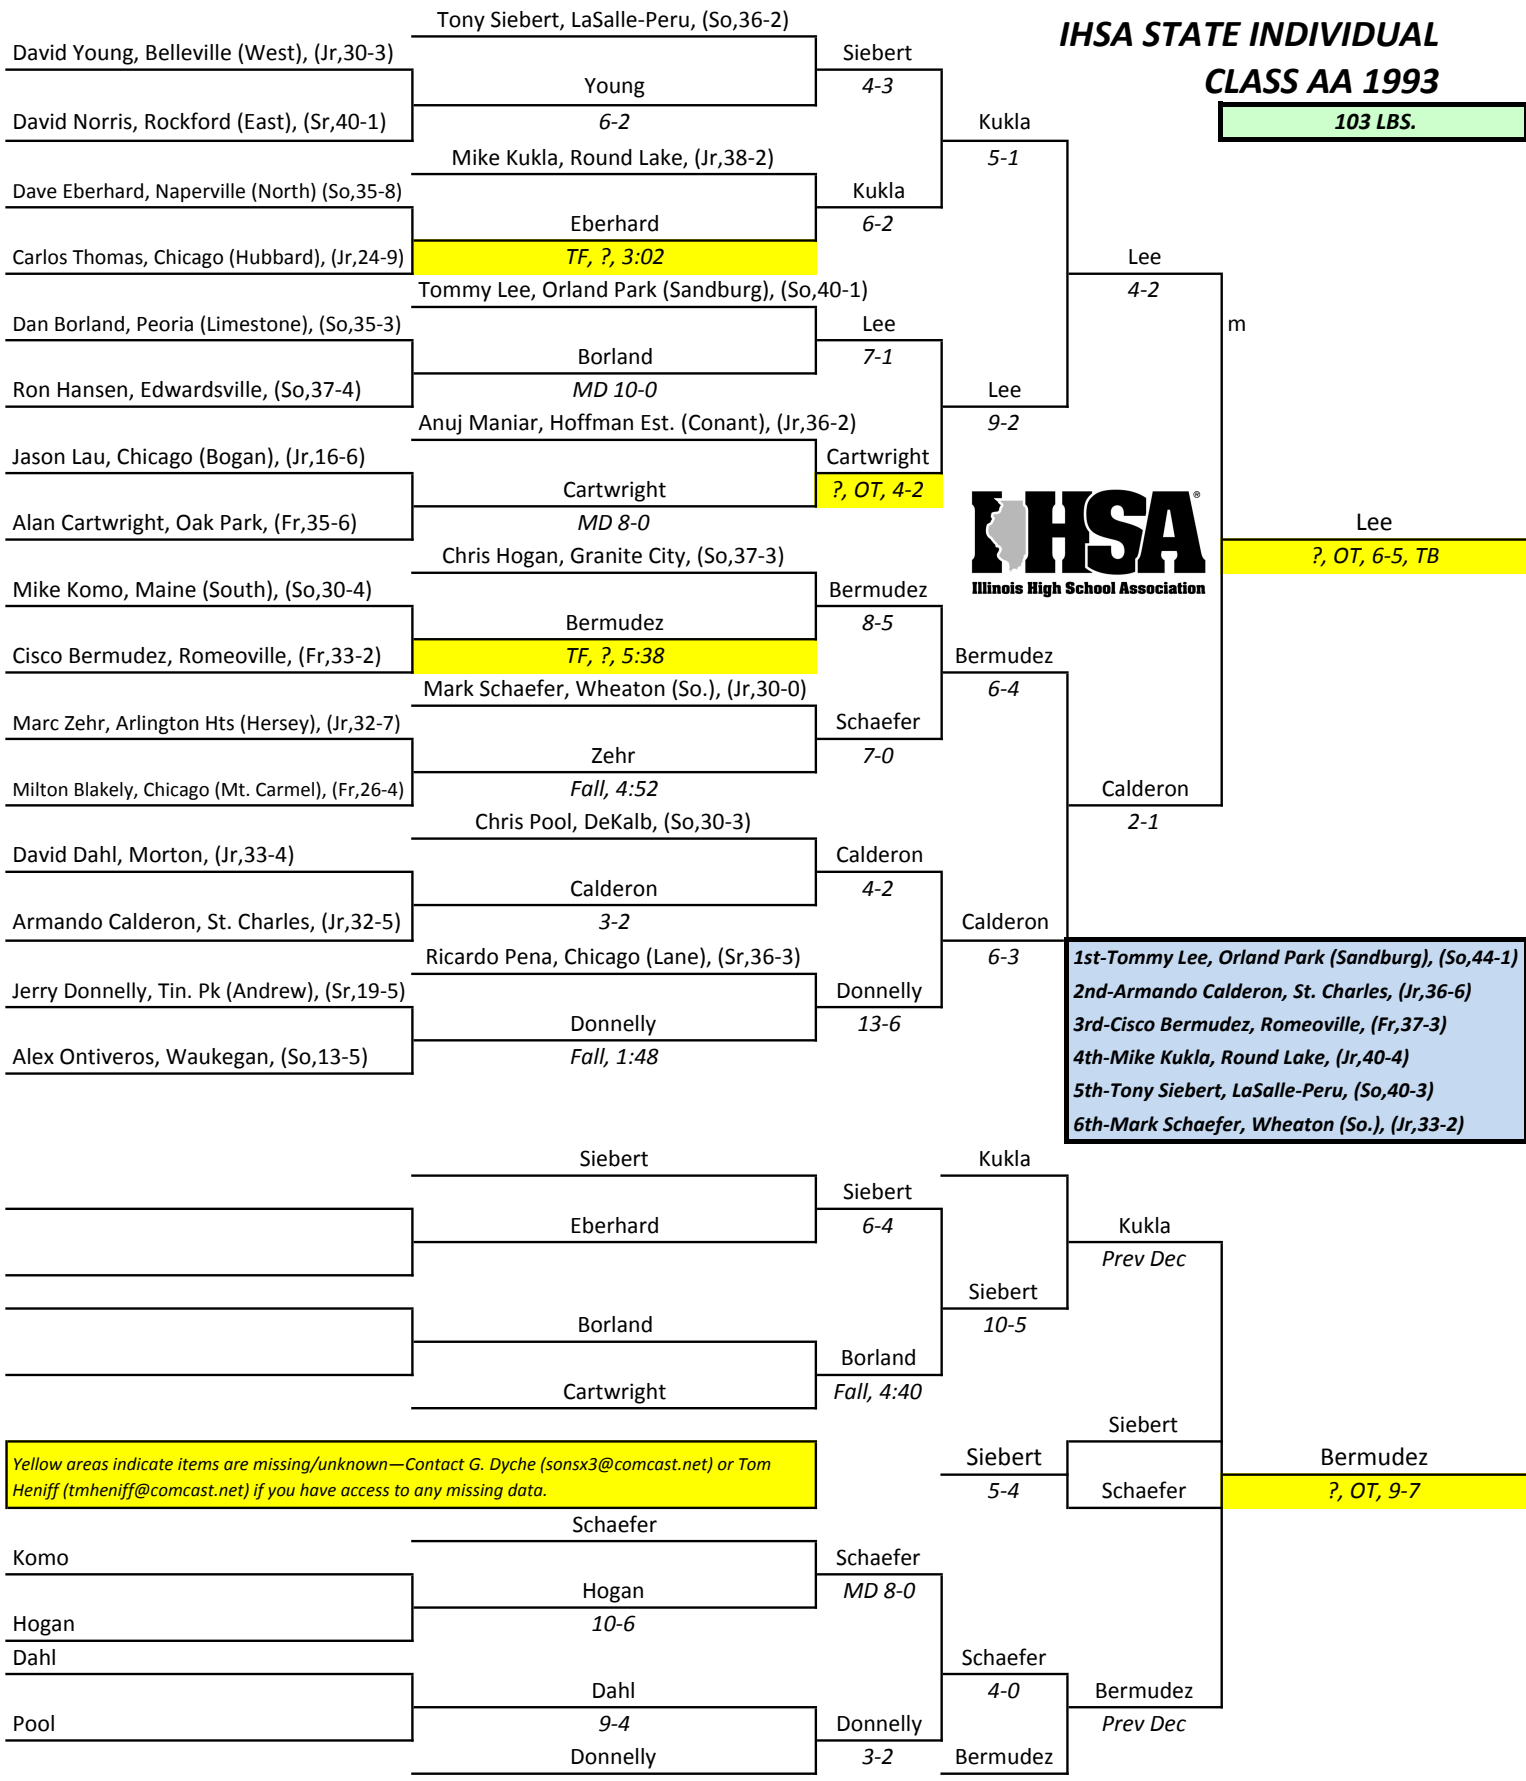 Tony Siebert, LaSalle-Peru, (So,36-2)
IHSA STATE INDIVIDUAL
David Young, Belleville (West), (Jr,30-3)
Siebert
CLASS AA 1993
Young
4-3
103 LBS.
David Norris, Rockford (East), (Sr,40-1)
6-2
Kukla
Mike Kukla, Round Lake, (Jr,38-2)
5-1
Dave Eberhard, Naperville (North) (So,35-8)
Kukla
Eberhard
6-2
Carlos Thomas, Chicago (Hubbard), (Jr,24-9)
TF, ?, 3:02
Lee
Tommy Lee, Orland Park (Sandburg), (So,40-1)
4-2
Dan Borland, Peoria (Limestone), (So,35-3)
Lee
m
Borland
7-1
Ron Hansen, Edwardsville, (So,37-4)
MD 10-0
Lee
Anuj Maniar, Hoffman Est. (Conant), (Jr,36-2)
9-2
Jason Lau, Chicago (Bogan), (Jr,16-6)
Cartwright
Cartwright
?, OT, 4-2
IHSA®
Alan Cartwright, Oak Park, (Fr,35-6)
MD 8-0
Lee
Chris Hogan, Granite City, (So,37-3)
?, OT, 6-5, TB
Mike Komo, Maine (South), (So,30-4)
Bermudez
Illinois High School Association
Bermudez
8-5
Cisco Bermudez, Romeoville, (Fr,33-2)
TF, ?, 5:38
Bermudez
Mark Schaefer, Wheaton (So.), (Jr,30-0)
6-4
Marc Zehr, Arlington Hts (Hersey), (Jr,32-7)
Schaefer
Zehr
7-0
Milton Blakely, Chicago (Mt. Carmel), (Fr,26-4)
Fall, 4:52
Calderon
Chris Pool, DeKalb, (So,30-3)
2-1
David Dahl, Morton, (Jr,33-4)
Calderon
Calderon
4-2
Armando Calderon, St. Charles, (Jr,32-5)
3-2
Calderon
Ricardo Pena, Chicago (Lane), (Sr,36-3)
6-3
1st-Tommy Lee, Orland Park (Sandburg), (So,44-1)
Jerry Donnelly, Tin. Pk (Andrew), (Sr,19-5)
Donnelly
2nd-Armando Calderon, St. Charles, (Jr,36-6)
Donnelly
13-6
3rd-Cisco Bermudez, Romeoville, (Fr,37-3)
Alex Ontiveros, Waukegan, (So,13-5)
Fall, 1:48
4th-Mike Kukla, Round Lake, (Jr,40-4)
5th-Tony Siebert, LaSalle-Peru, (So,40-3)
6th-Mark Schaefer, Wheaton (So.), (Jr,33-2)
Siebert
Kukla
Siebert
Eberhard
6-4
Kukla
Prev Dec
Siebert
Borland
10-5
Borland
Cartwright
Fall, 4:40
Siebert
Yellow areas indicate items are missing/unknown—Contact G. Dyche (sonsx3@comcast.net) or Tom
Heniff (tmheniff@comcast.net) if you have access to any missing data.
Siebert
Bermudez
5-4
Schaefer
?, OT, 9-7
Schaefer
Komo
Schaefer
Hogan
MD 8-0
Hogan
10-6
Dahl
Schaefer
Dahl
4-0
Bermudez
Pool
9-4
Donnelly
Prev Dec
Donnelly
3-2
Bermudez